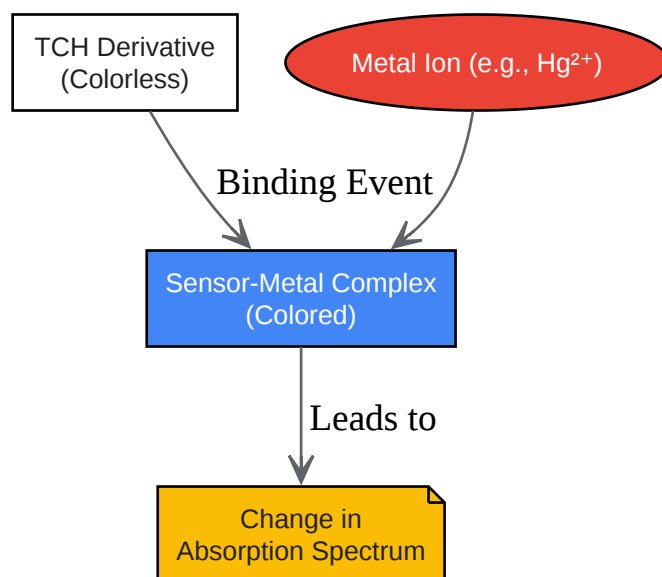 TCH Derivative
(Colorless)
Metal Ion (e.g., Hg²⁺)
Binding Event
Sensor-Metal Complex
(Colored)
Leads to
Change in
Absorption Spectrum